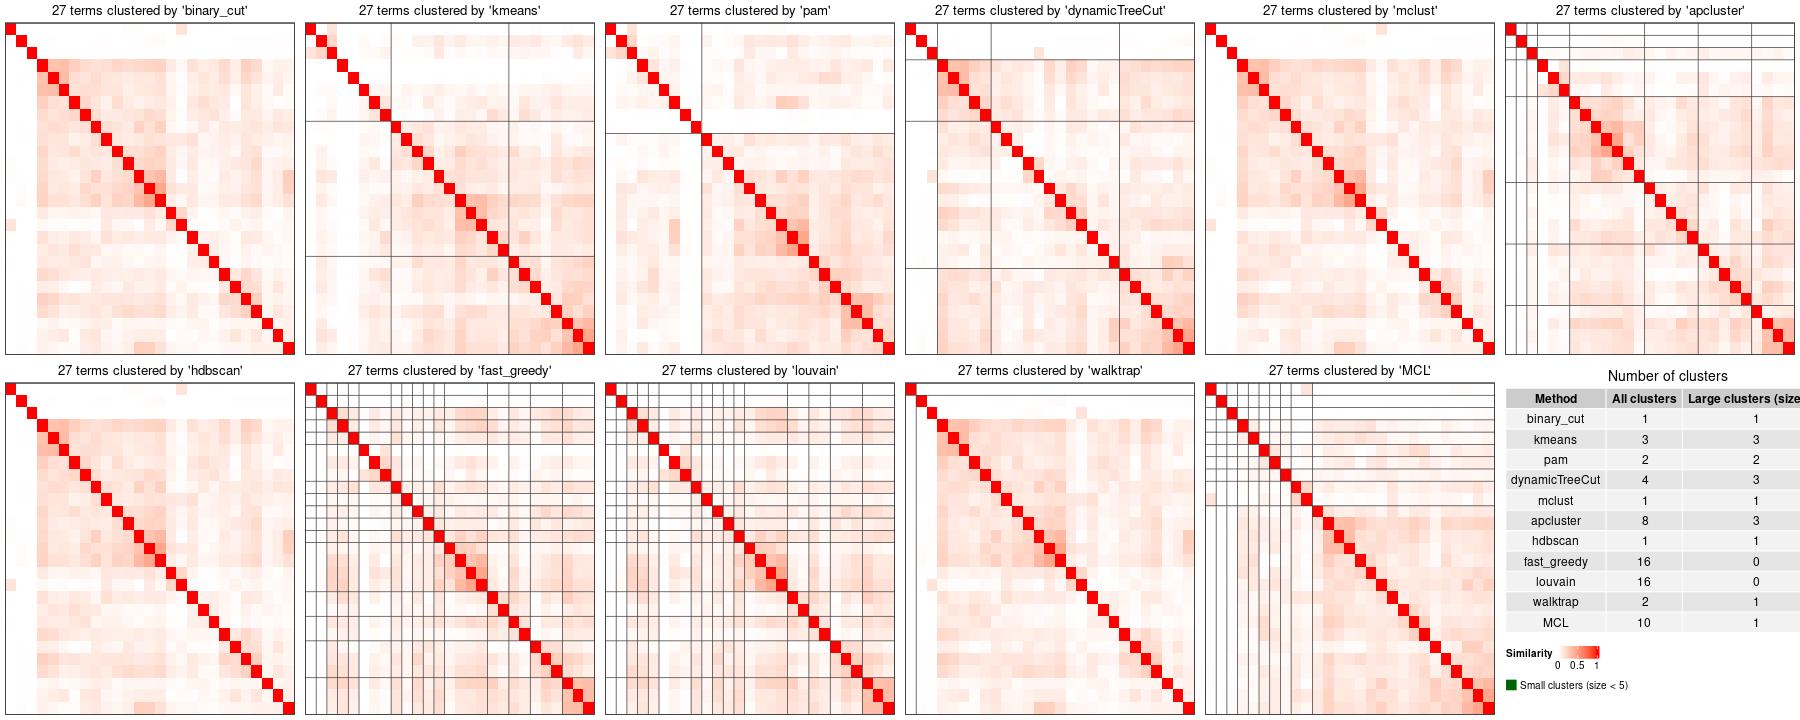 27 terms clustered by 'binary_cut'
27 terms clustered by 'kmeans'
27 terms clustered by 'pam'
27 terms clustered by 'dynamicTreeCut'
27 terms clustered by 'mclust'
27 terms clustered by 'apcluster'
27 terms clustered by 'hdbscan'
27 terms clustered by 'fast_greedy'
27 terms clustered by 'louvain'
27 terms clustered by 'walktrap'
27 terms clustered by 'MCL'
Number of clusters
Method All clusters Large clusters (size
binary_cut 1 1
kmeans 3 3
pam 2 2
dynamicTreeCut 4 3
mclust 1 1
apcluster 8 3
hdbscan 1 1
fast_greedy 16 0
louvain 16 0
walktrap 2 1
MCL 10 1
Similarity
0 0.5 1
Small clusters (size < 5)